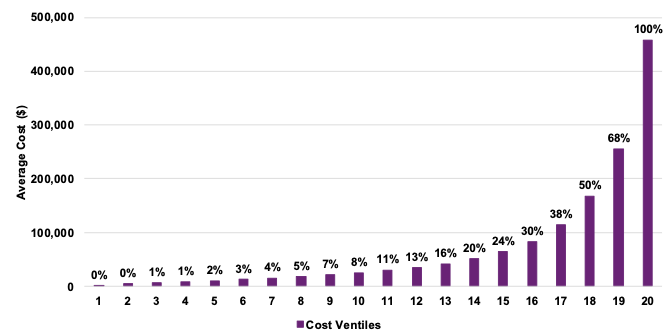 500,000
400,000
300,000
200,000
100,000
0
Average Cost ($)
0% 0% 1% 1% 2% 3% 4% 5% 7% 8% 11% 13% 16% 20% 24% 30% 38% 50% 68% 100%
1 2 3 4 5 6 7 8 9 10 11 12 13 14 15 16 17 18 19 20
Cost Ventiles